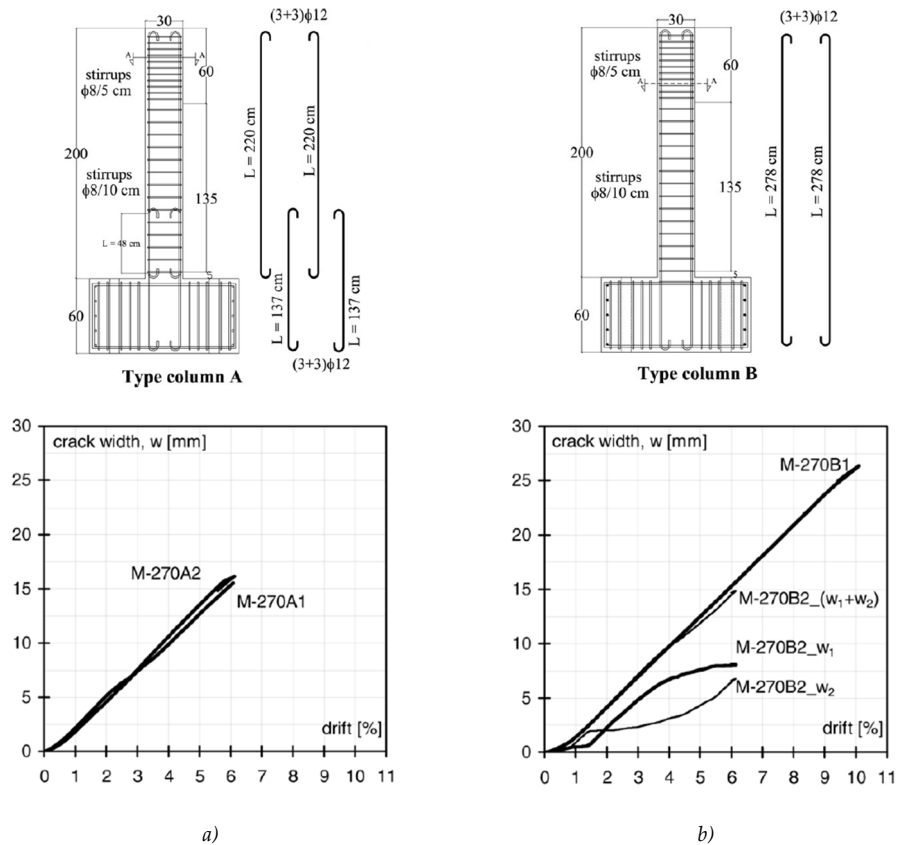 30
(3+3)ϕ12
A
A
stirrups
ϕ8/5 cm
60
200
L = 220 cm
L = 220 cm
stirrups
ϕ8/10 cm
135
L = 48 cm
5
60
L = 137 cm
L = 137 cm
(3+3)ϕ12
Type column A
30
(3+3)ϕ12
stirrups
ϕ8/5 cm
60
A
A
200
stirrups
ϕ8/10 cm
135
L = 278 cm
L = 278 cm
5
60
Type column B
30
crack width, w [mm]
25
20
M-270A2
15
M-270A1
10
5
drift [%]
0
0 1 2 3 4 5 6 7 8 9 10 11
a)
30
crack width, w [mm]
M-270B1
25
20
15
M-270B2_(w₁+w₂)
10
M-270B2_w₁
M-270B2_w₂
5
drift [%]
0
0 1 2 3 4 5 6 7 8 9 10 11
b)